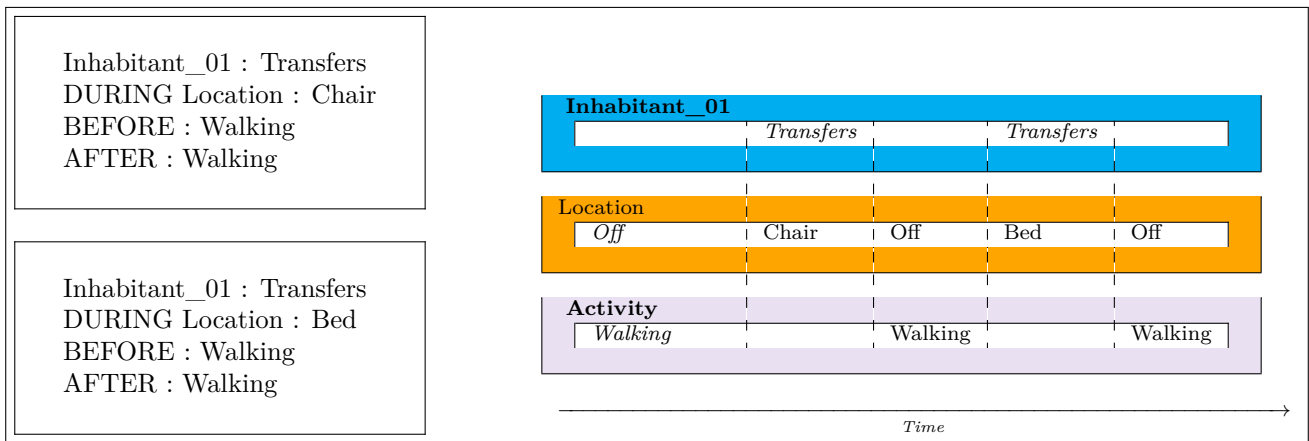 Inhabitant_01 : Transfers
DURING Location : Chair
BEFORE : Walking
AFTER : Walking
Inhabitant_01 : Transfers
DURING Location : Bed
BEFORE : Walking
AFTER : Walking
Inhabitant_01
Transfers Transfers
Location
Off Chair Off Bed Off
Activity
Walking Walking Walking
Time